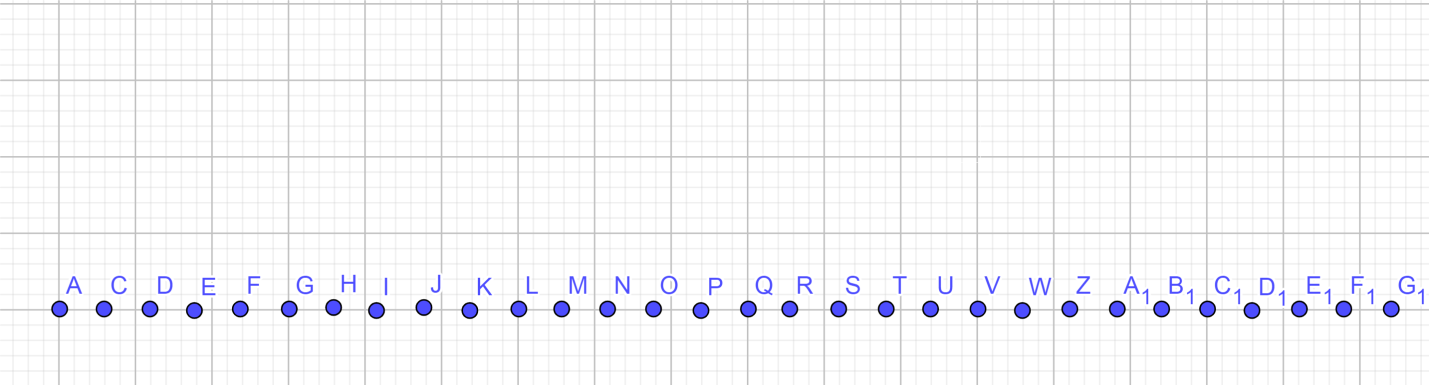 A C D E F G H I J K L M N O P Q R S T U V W Z A₁ B₁ C₁ D₁ E₁ F₁ G₁